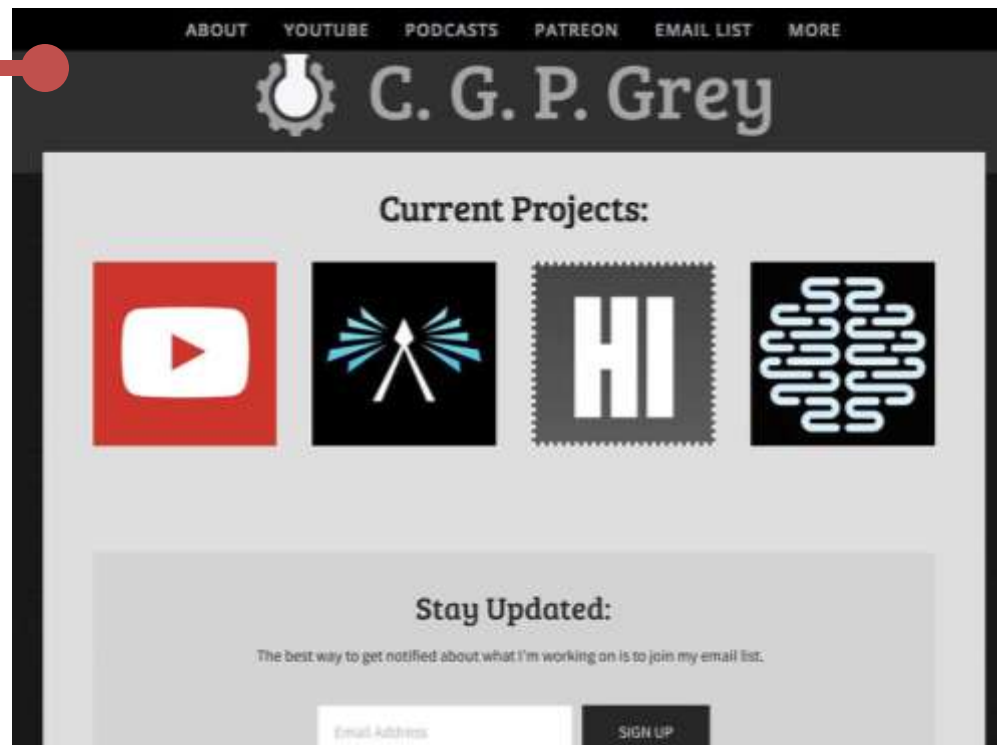 ABOUT YOUTUBE PODCASTS PATREON EMAIL LIST MORE
C. G. P. Grey
Current Projects:
HI
Stay Updated:
The best way to get notified about what I'm working on is to join my email list.
Email Address SIGN UP